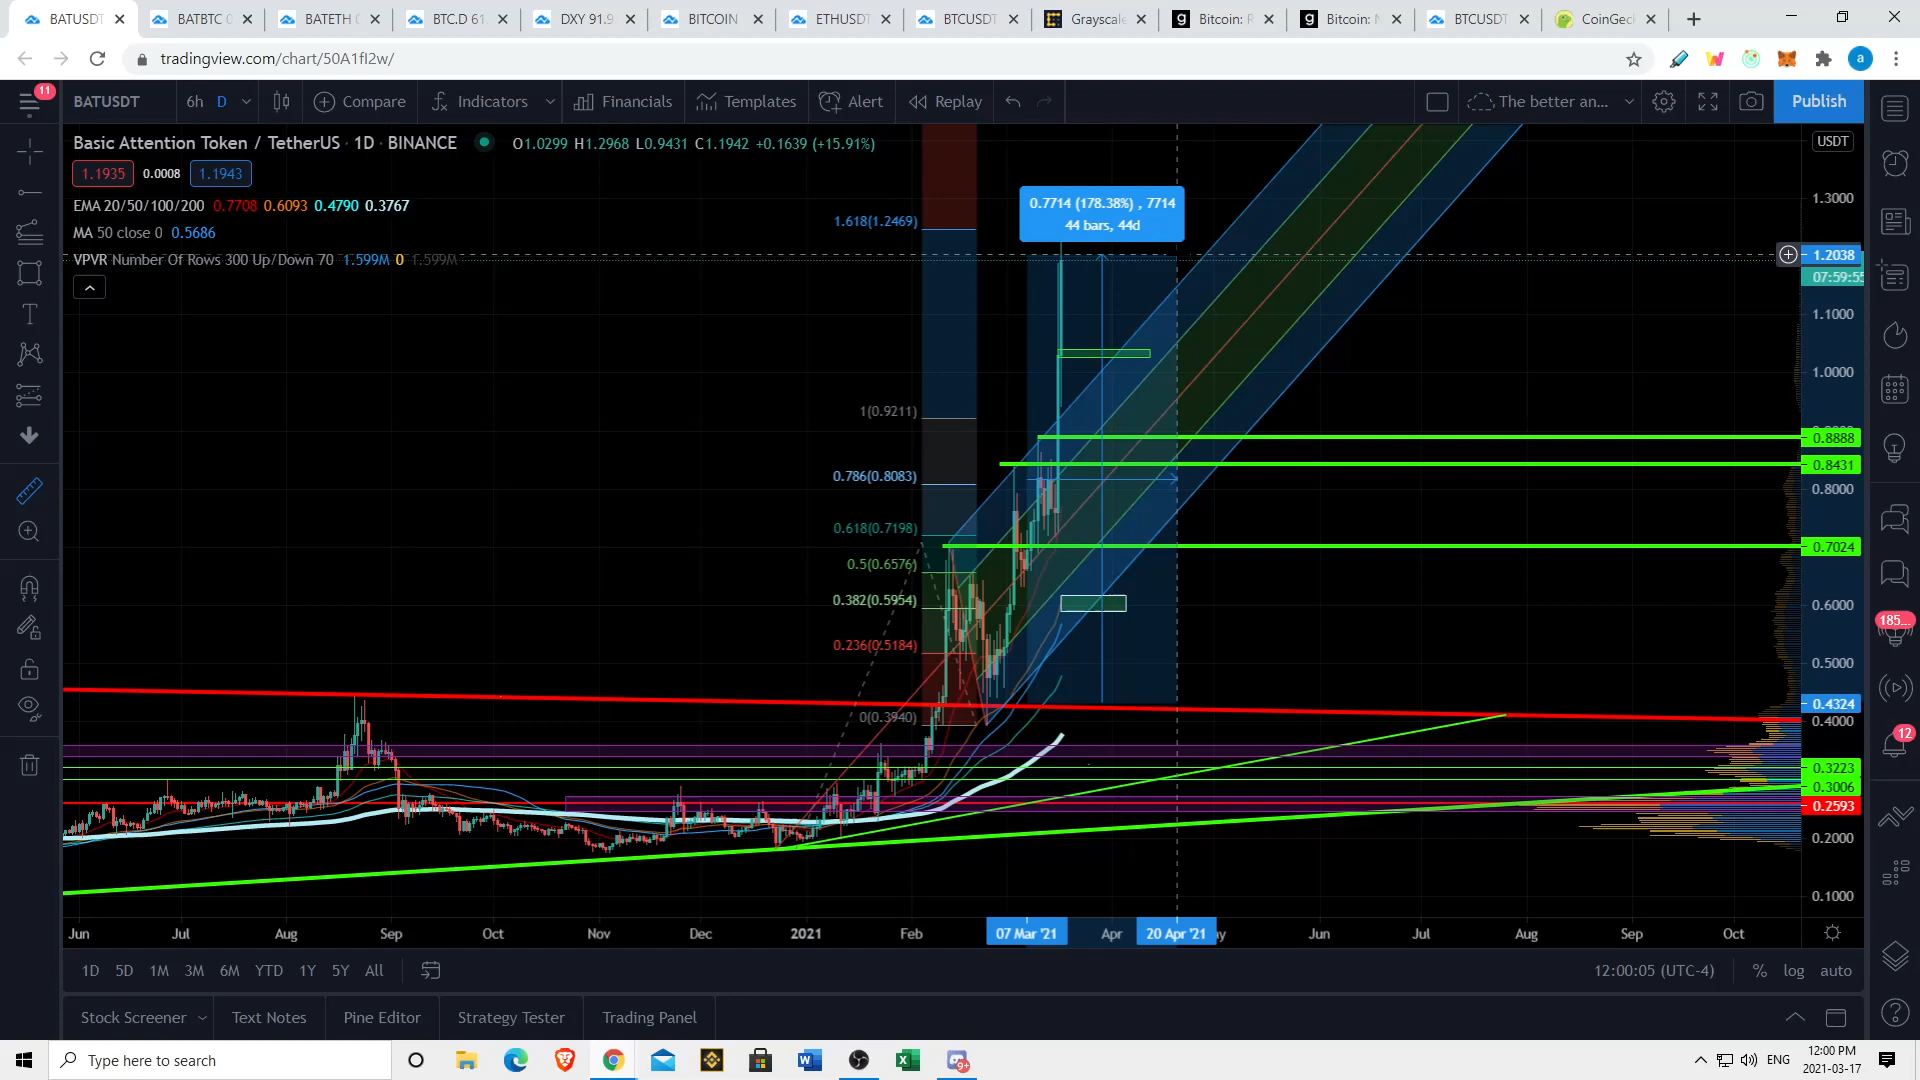 BATUSDT
BATBTC
BATETH
BTC.D 61.
DXY 91.9
BITCOIN
ETHUSDT
BTCUSDT
Grayscale
Bitcoin: 
Bitcoin: 
BTCUSDT
CoinGec
tradingview.com/chart/50A1fI2w/
a
11
BATUSDT
6h D
Compare
Indicators
Financials
Templates
Alert
Replay
The better an...
Publish
Basic Attention Token / TetherUS · 1D · BINANCE
O1.0299 H1.2968 L0.9431 C1.1942 +0.1639 (+15.91%)
USDT
1.1935 0.0008 1.1943
EMA 20/50/100/200 0.7708 0.6093 0.4790 0.3767
MA 50 close 0 0.5686
VPVR Number Of Rows 300 Up/Down 70 1.599M 0 1.599M
0.7714 (178.38%) , 7714
44 bars, 44d
1.618(1.2469)
1(0.9211)
0.786(0.8083)
0.618(0.7198)
0.5(0.6576)
0.382(0.5954)
0.236(0.5184)
0(0.3940)
1.3000
1.2038
07:59:55
1.1000
1.0000
0.8888
0.8431
0.8000
0.7024
0.6000
0.5000
0.4324
0.4000
0.3223
0.3006
0.2593
0.2000
0.1000
185...
12
Jun Jul Aug Sep Oct Nov Dec 2021 Feb 07 Mar '21 Apr 20 Apr '21 Jun Jul Aug Sep Oct
1D 5D 1M 3M 6M YTD 1Y 5Y All
12:00:05 (UTC-4) % log auto
Stock Screener Text Notes Pine Editor Strategy Tester Trading Panel
Type here to search
9+
ENG
12:00 PM
2021-03-17